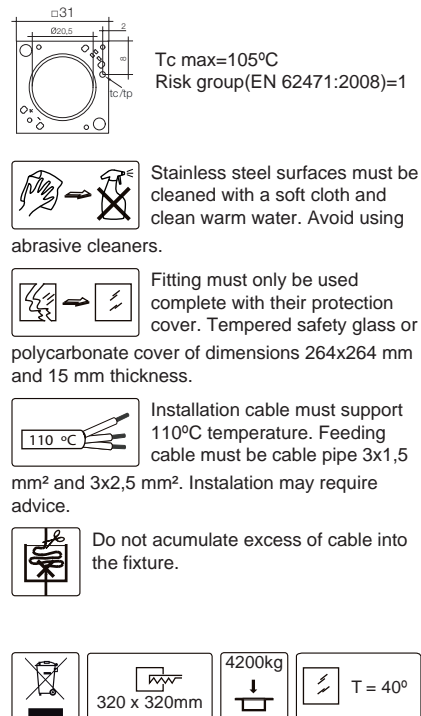 □31
Ø20,5
2
8
tc/tp
Tc max=105ºC
Risk group(EN 62471:2008)=1
Stainless steel surfaces must be
cleaned with a soft cloth and
clean warm water. Avoid using
abrasive cleaners.
Fitting must only be used
complete with their protection
cover. Tempered safety glass or
polycarbonate cover of dimensions 264x264 mm
and 15 mm thickness.
110 ºC
Installation cable must support
110ºC temperature. Feeding
cable must be cable pipe 3x1,5
mm² and 3x2,5 mm². Instalation may require
advice.
Do not acumulate excess of cable into
the fixture.
320 x 320mm
4200kg
T = 40º